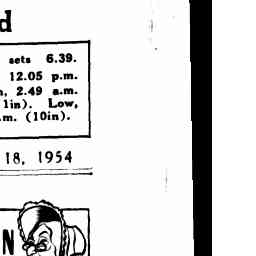 d
sets 6.39.
12.05 p.m.
, 2.49 a.m.
1in). Low,
.m. (10in).
18, 1954
N